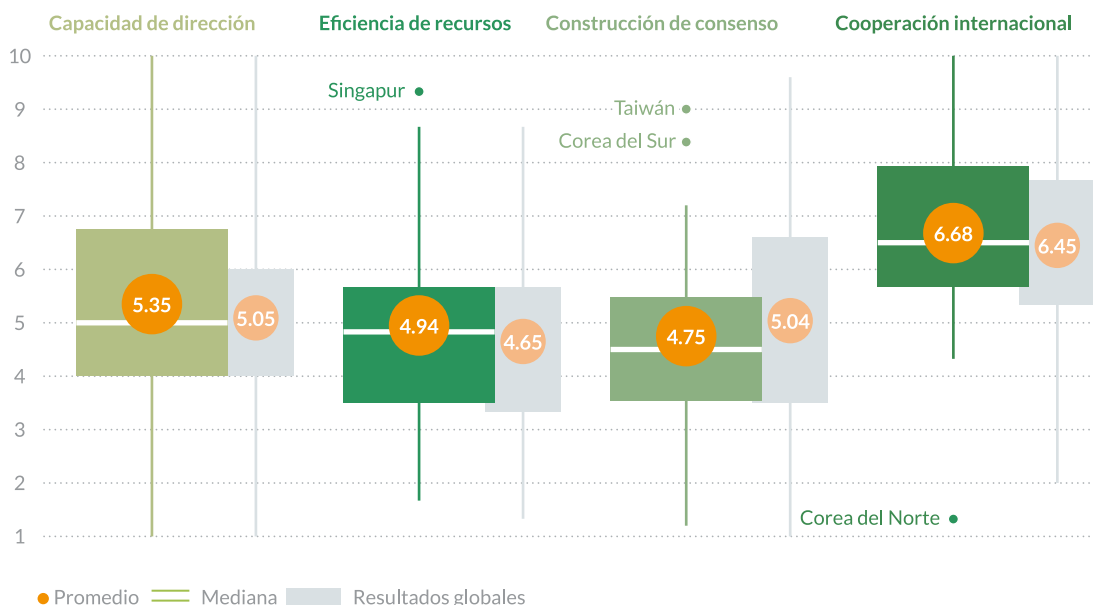 Capacidad de dirección
Eficiencia de recursos
Construcción de consenso
Cooperación internacional
10
9
8
7
6
5
4
3
2
1
Singapur
Taiwán
Corea del Sur
Corea del Norte
5.35
5.05
4.94
4.65
4.75
5.04
6.68
6.45
Promedio
Mediana
Resultados globales